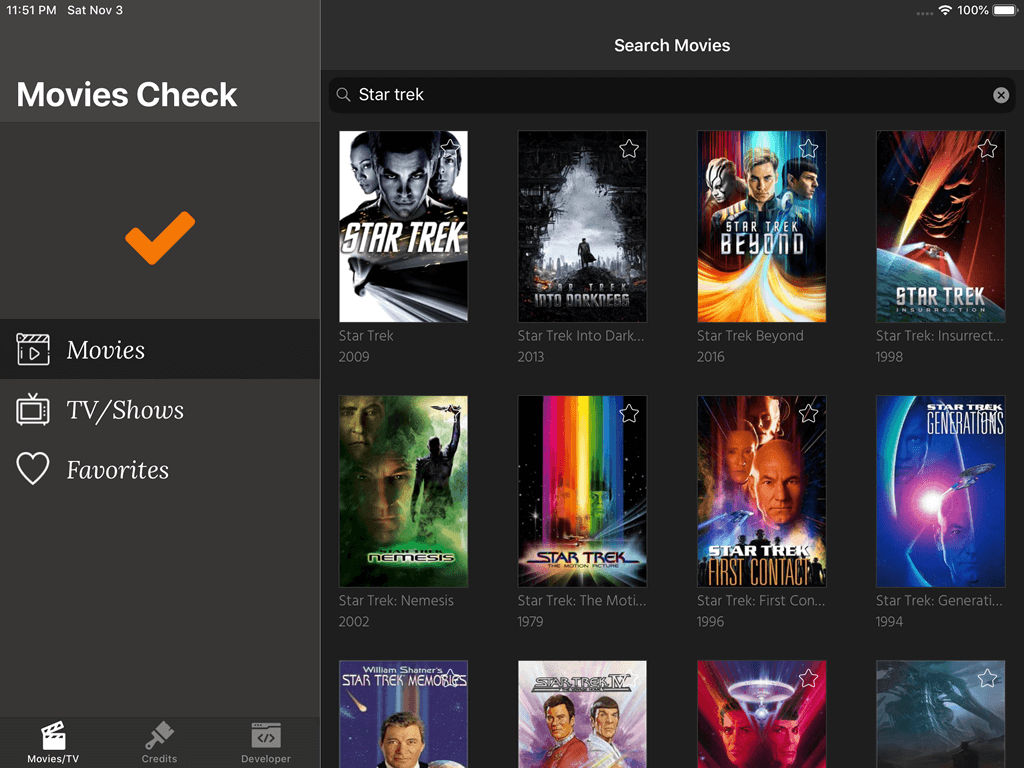 11:51 PM Sat Nov 3
100%
Movies Check
Movies
TV/Shows
Favorites
Movies/TV
Credits
Developer
Search Movies
Star trek
STAR TREK
STAR TREK
INTO DARKNESS
STAR TREK
BEYOND
STAR TREK
INSURRECTION
Star Trek
2009
Star Trek Into Dark...
2013
Star Trek Beyond
2016
Star Trek: Insurrect...
1998
STAR TREK
NEMESIS
STAR TREK
THE MOTION PICTURE
STAR TREK
FIRST CONTACT
STAR TREK
GENERATIONS
Star Trek: Nemesis
2002
Star Trek: The Moti...
1979
Star Trek: First Con...
1996
Star Trek: Generati...
1994
William Shatner's
STAR TREK MEMORIES
STAR TREK IV
THE VOYAGE HOME